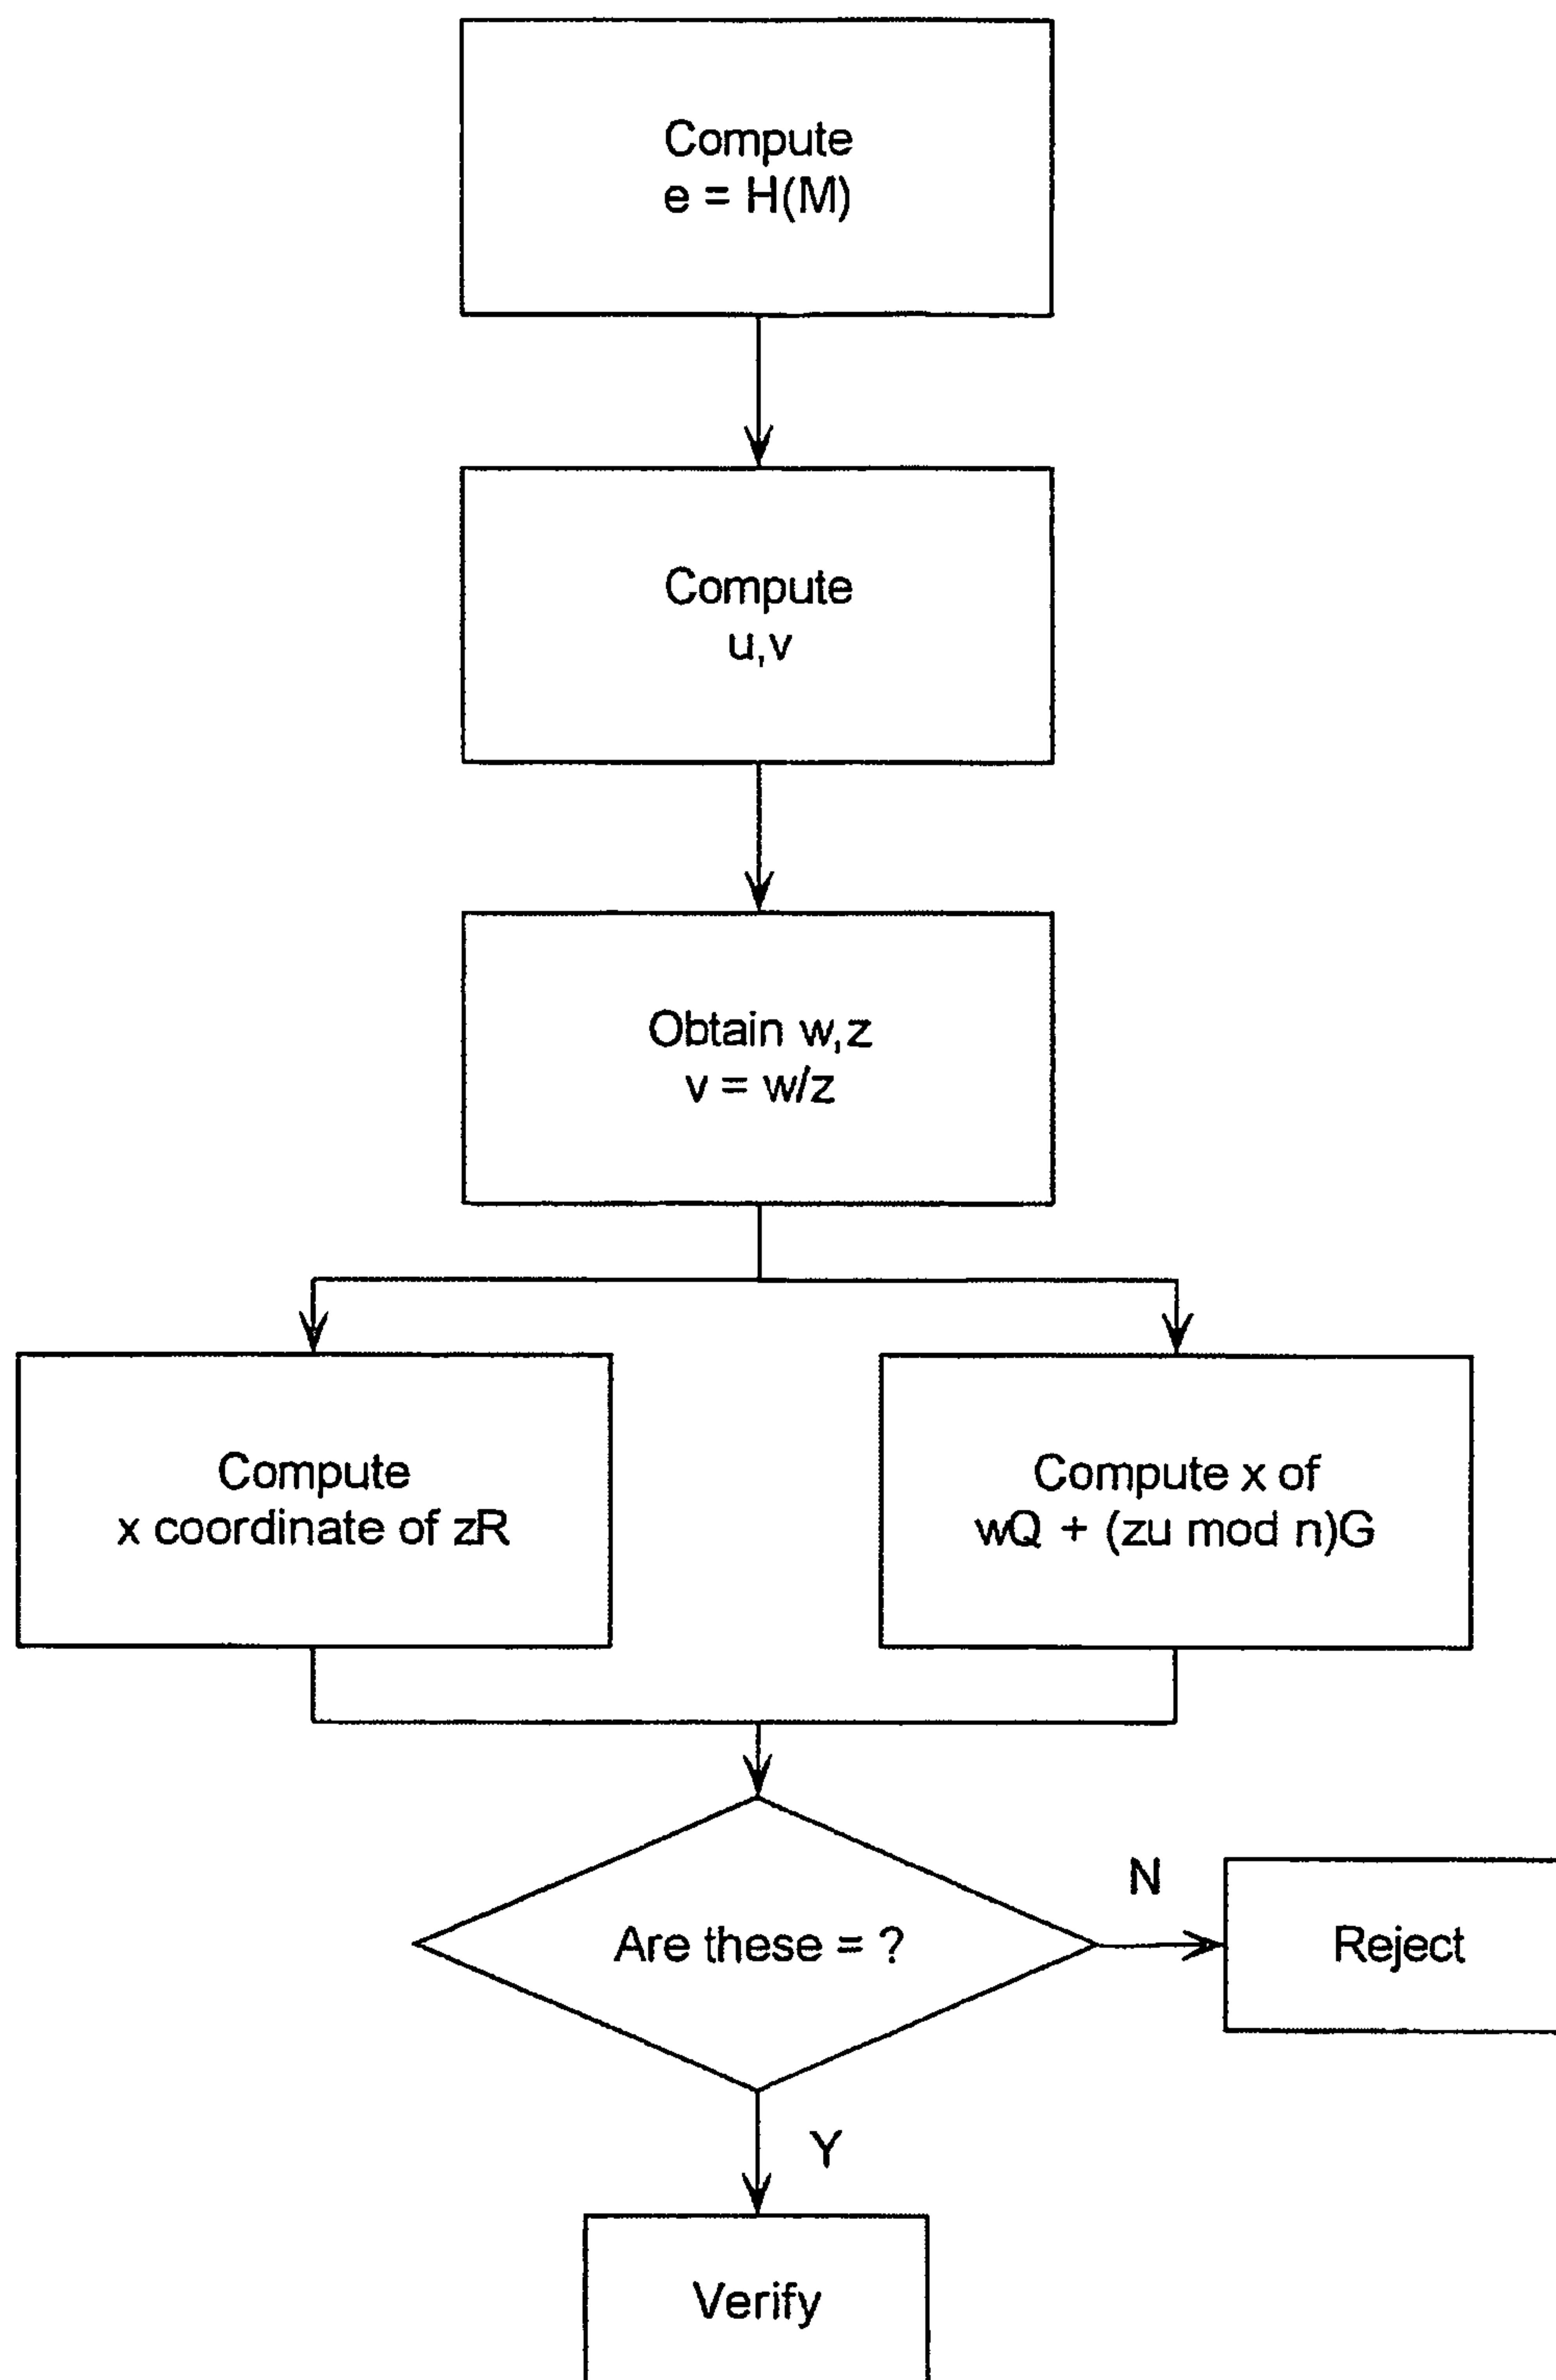 Compute
e = H(M)
Compute
u,v
Obtain w,z
v = w/z
Compute
x coordinate of zR
Compute x of
wQ + (zu mod n)G
Are these = ?
N
Reject
Y
Verify